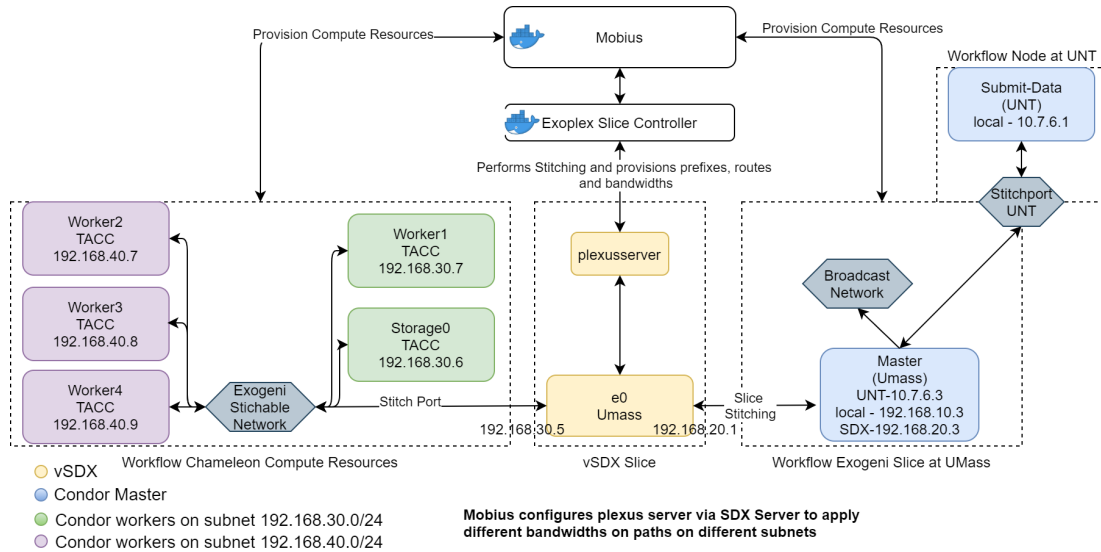 Provision Compute Resources
Mobius
Provision Compute Resources
Workflow Node at UNT
Submit-Data
(UNT)
local - 10.7.6.1
Exoplex Slice Controller
Performs Stitching and provisions prefixes, routes
and bandwidths
Stitchport
UNT
Worker2
TACC
192.168.40.7
Worker1
TACC
192.168.30.7
plexusserver
Broadcast
Network
Worker3
TACC
192.168.40.8
Storage0
TACC
192.168.30.6
Master
(Umass)
UNT-10.7.6.3
local - 192.168.10.3
SDX-192.168.20.3
Worker4
TACC
192.168.40.9
Exogeni
Stichable
Network
Stitch Port
e0
Umass
192.168.30.5
192.168.20.1
Slice
Stitching
Workflow Chameleon Compute Resources
vSDX Slice
Workflow Exogeni Slice at UMass
vSDX
Condor Master
Condor workers on subnet 192.168.30.0/24
Condor workers on subnet 192.168.40.0/24
Mobius configures plexus server via SDX Server to apply
different bandwidths on paths on different subnets